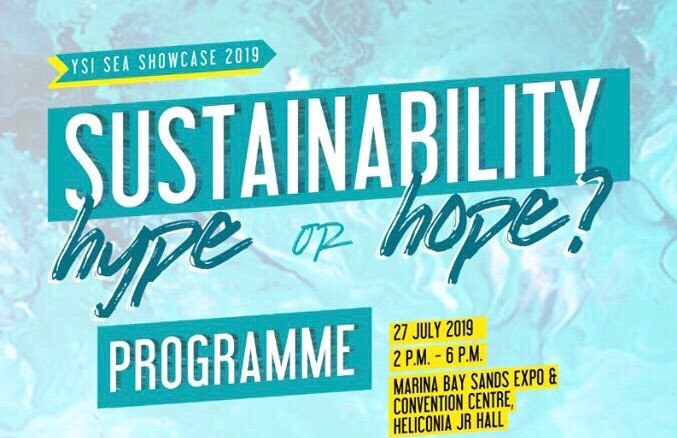 YSI SEA SHOWCASE 2019
SUSTAINABILITY
hype or hope?
PROGRAMME
27 JULY 2019
2 P.M. - 6 P.M.
MARINA BAY SANDS EXPO &
CONVENTION CENTRE,
HELICONIA JR HALL